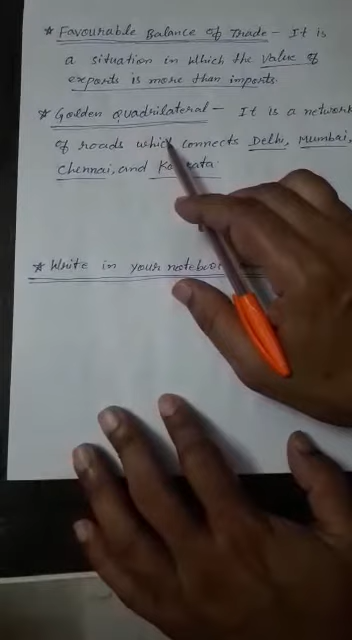 * Favourable Balance of Trade - It is
a situation in which the value of
exports is more than imports.
* Golden Quadrilateral - It is a network
of roads which connects Delhi, Mumbai,
Chennai, and Kolkata.
* Write in your notebook